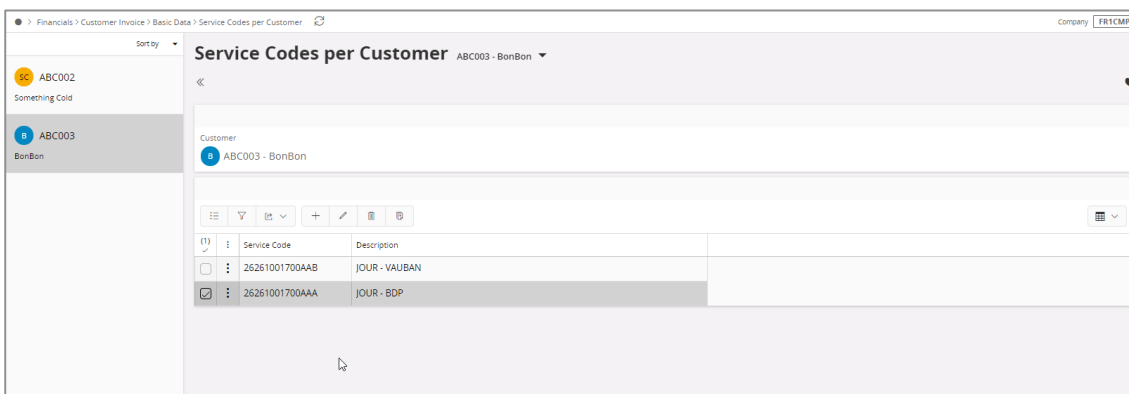 Financials > Customer Invoice > Basic Data > Service Codes per Customer
Company FR1CMP
Sort by
SC ABC002
Something Cold
B ABC003
BonBon
Service Codes per Customer ABC003 - BonBon
Customer
B ABC003 - BonBon
(1)
Service Code Description
26261001700AAB JOUR - VAUBAN
26261001700AAA JOUR - BDP